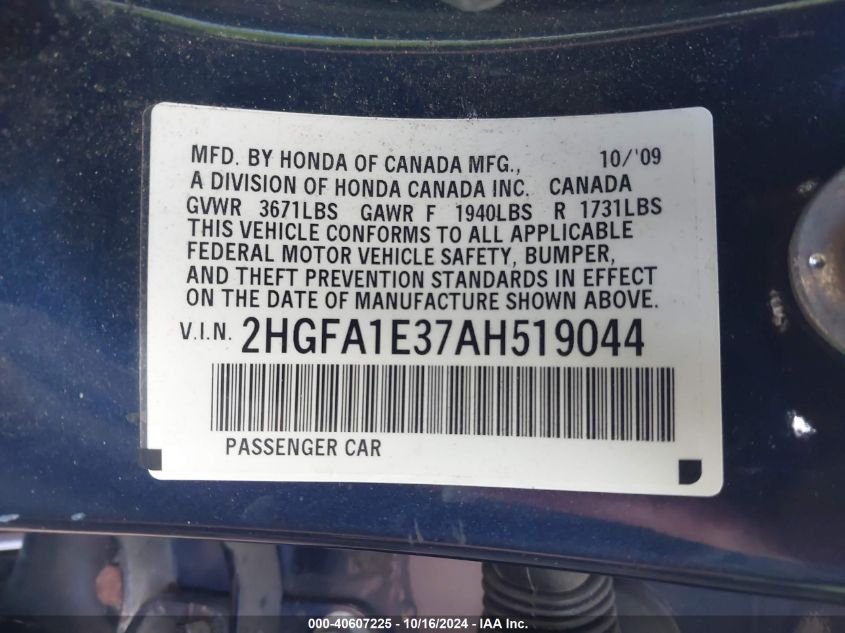 MFD. BY HONDA OF CANADA MFG., 10/'09
A DIVISION OF HONDA CANADA INC. CANADA
GVWR 3671LBS GAWR F 1940LBS R 1731LBS
THIS VEHICLE CONFORMS TO ALL APPLICABLE
FEDERAL MOTOR VEHICLE SAFETY, BUMPER,
AND THEFT PREVENTION STANDARDS IN EFFECT
ON THE DATE OF MANUFACTURE SHOWN ABOVE.
V.I.N. 2HGFA1E37AH519044
PASSENGER CAR
000-40607225 - 10/16/2024 - IAA Inc.